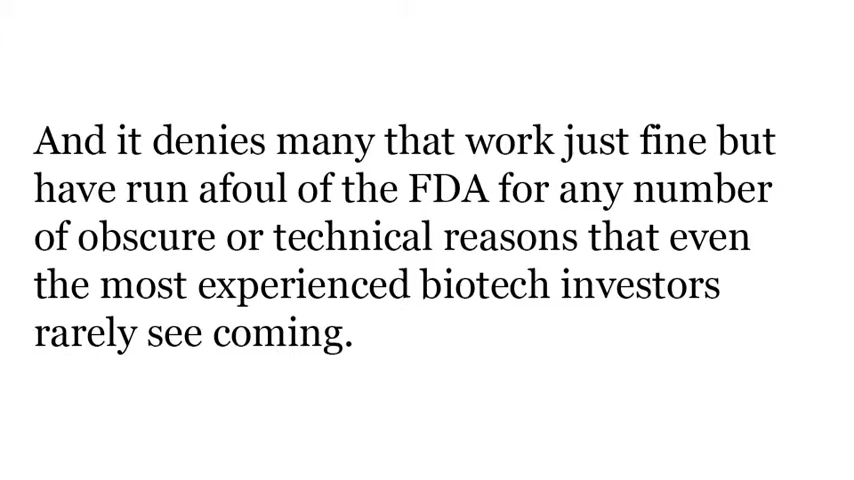 And it denies many that work just fine but
have run afoul of the FDA for any number
of obscure or technical reasons that even
the most experienced biotech investors
rarely see coming.